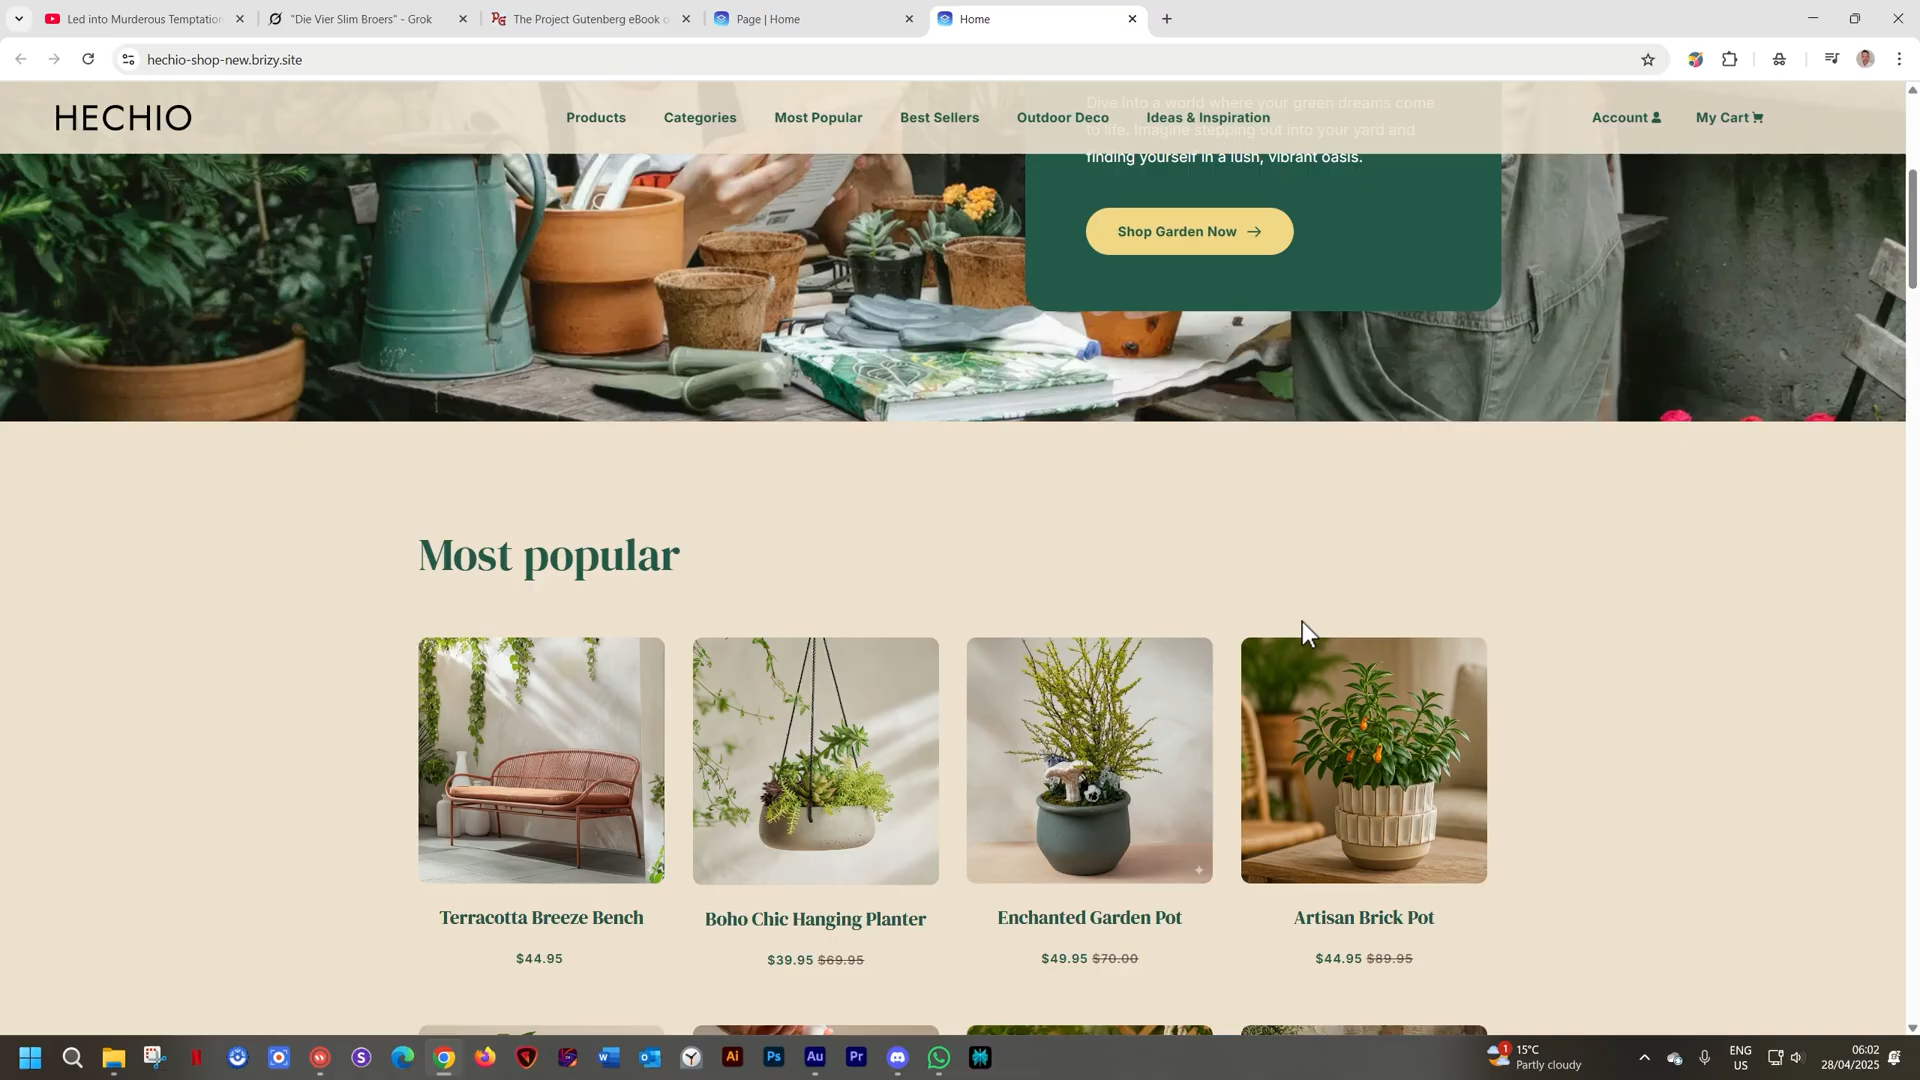 Led into Murderous Temptation
"Die Vier Slim Broers" - Grok
The Project Gutenberg eBook o
Page | Home
Home
hechio-shop-new.brizy.site
HECHIO
Products
Categories
Most Popular
Best Sellers
Outdoor Deco
Ideas & Inspiration
Account
My Cart
Dive into a world where your green dreams come
to life. Imagine stepping out into your yard and
finding yourself in a lush, vibrant oasis.
Shop Garden Now
Most popular
Terracotta Breeze Bench
$44.95
Boho Chic Hanging Planter
$39.95 $69.95
Enchanted Garden Pot
$49.95 $70.00
Artisan Brick Pot
$44.95 $89.95
1
15°C
Partly cloudy
ENG
US
06:02
28/04/2025